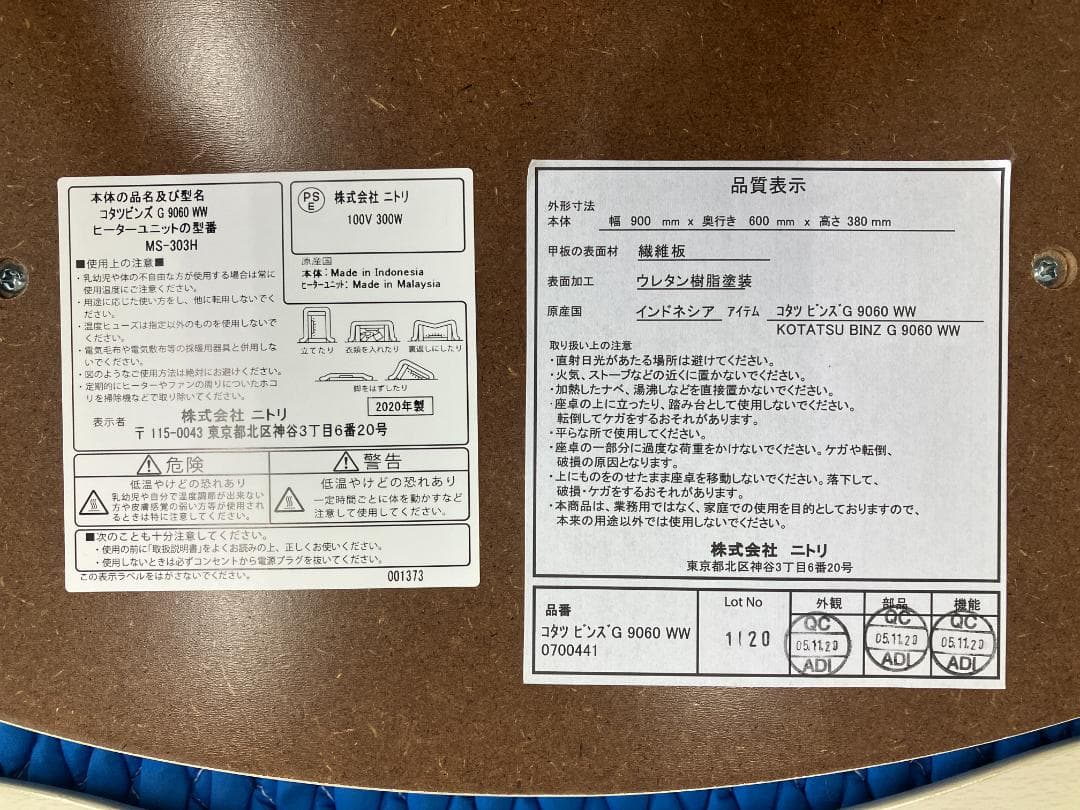 本体の品名及び型名
コタツビンズ G 9060 WW
ヒーターユニットの型番
MS-303H
PS
E
株式会社 ニトリ
100V 300W
原産国
本体：Made in Indonesia
ヒーターユニット：Made in Malaysia
■使用上の注意■
・乳幼児や体の不自由な方が使用する場合は常に
使用温度にご注意ください。
・用途に応じた使い方をし、他に転用しないでく
ださい。
・温度ヒューズは指定以外のものを使用しない
でください。
・電気毛布や電気敷布等の採暖用器具と併用しな
いでください。
・図のようなご使用方法は絶対にお避けください。
・定期的にヒーターやファンの周りについたホコ
リを掃除機などで取り除いてください。
立てたり
衣類を入れたり
裏返しにしたり
脚をはずしたり
2020年製
表示者
株式会社 ニトリ
〒115-0043 東京都北区神谷3丁目6番20号
危険
低温やけどの恐れあり
乳幼児や自分で温度調節が出来ない
方や皮膚感覚の弱い方等が使用され
るときは特に注意してください。
警告
低温やけどの恐れあり
一定時間ごとに体を動かすなど
注意して使用してください。
■次のことも十分注意してください。
・使用の前に「取扱説明書」をよくお読みの上、正しくお使いください。
・使用しないときは必ずコンセントから電源プラグを抜いてください。
この表示ラベルをはがさないでください。
001373
品質表示
外形寸法
本体 幅 900 mm x 奥行き 600 mm x 高さ 380 mm
甲板の表面材 繊維板
表面加工 ウレタン樹脂塗装
原産国 インドネシア アイテム コタツ ビンズG 9060 WW
KOTATSU BINZ G 9060 WW
取り扱い上の注意
・直射日光があたる場所は避けてください。
・火気、ストーブなどの近くに置かないでください。
・加熱したナベ、湯沸しなどを直接置かないでください。
・座卓の上に立ったり、踏み台として使用しないでください。
転倒してケガをするおそれがあります。
・平らな所で使用してください。
・座卓の一部分に過度な荷重をかけないでください。ケガや転倒、
破損の原因となります。
・上にものをのせたまま座卓を移動しないでください。落下して、
破損・ケガをするおそれがあります。
・本商品は、業務用ではなく、家庭での使用を目的としておりますので、
本来の用途以外では使用しないでください。
株式会社 ニトリ
東京都北区神谷3丁目6番20号
品番
コタツ ビンズG 9060 WW
0700441
Lot No
1120
外観
部品
機能
QC
05.11.20
ADI
QC
05.11.20
ADI
QC
05.11.20
ADI